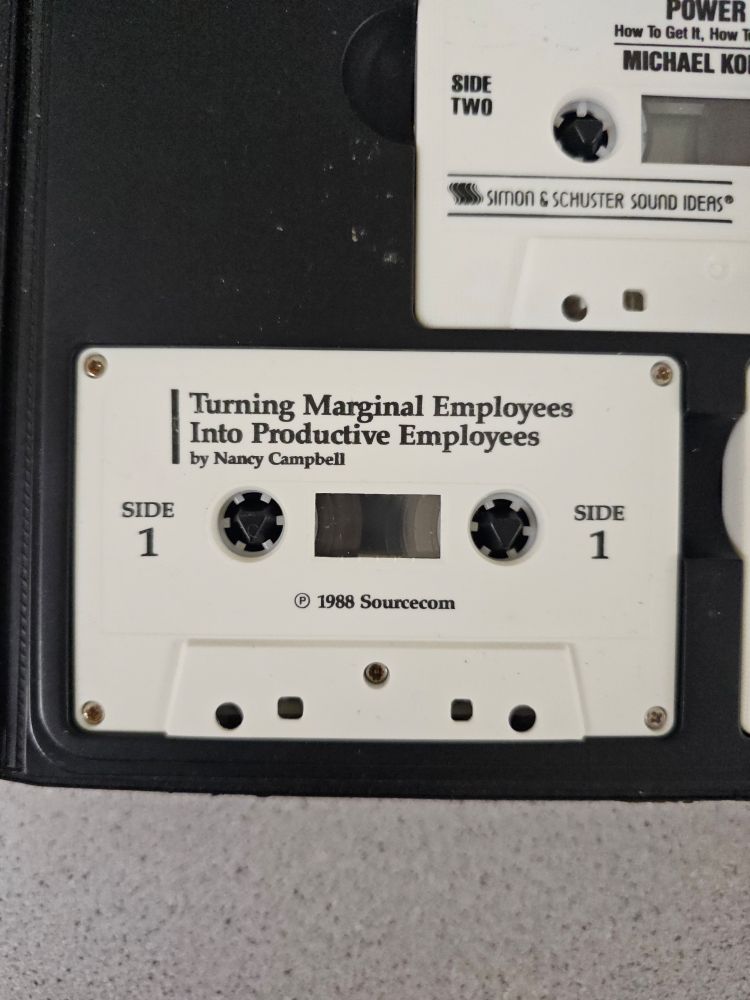 POWER
How To Get It, How
MICHAEL
SIDE
TWO
SIMON & SCHUSTER SOUND IDEAS®
Turning Marginal Employees
Into Productive Employees
by Nancy Campbell
SIDE
1
SIDE
1
℗ 1988 Sourcecom